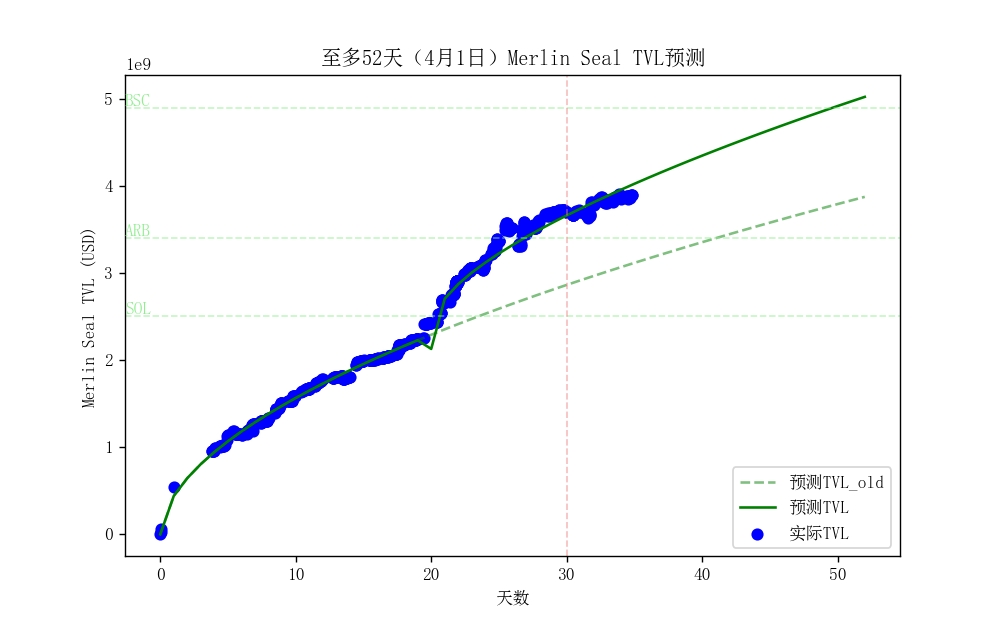 至多52天（4月1日）Merlin Seal TVL预测
1e9
5
4
3
2
1
0
Merlin Seal TVL (USD)
BSC
ARB
SOL
预测TVL_old
预测TVL
实际TVL
0 10 20 30 40 50
天数